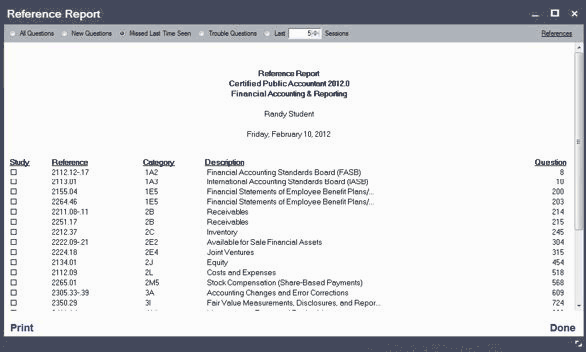 Reference Report
All Questions New Questions Missed Last Time Seen Trouble Questions Last 5 Sessions References
Reference Report
Certified Public Accountant 2012.0
Financial Accounting & Reporting
Randy Student
Friday, February 10, 2012
Study Reference Category Description Question
2112.12-.17 1A2 Financial Accounting Standards Board (FASB) 8
2113.01 1A3 International Accounting Standards Board (IASB) 10
2155.04 1E5 Financial Statements of Employee Benefit Plans/... 200
2264.46 1E5 Financial Statements of Employee Benefit Plans/... 203
2211.08-.11 2B Receivables 214
2251.17 2B Receivables 215
2212.37 2C Inventory 245
2222.09-21 2E2 Available for Sale Financial Assets 304
2224.18 2E4 Joint Ventures 315
2134.01 2J Equity 454
2112.09 2L Costs and Expenses 518
2265.01 2M5 Stock Compensation (Share-Based Payments) 568
2305.33-.39 3A Accounting Changes and Error Corrections 609
2350.29 3I Fair Value Measurements, Disclosures, and Repor... 724
Print Done